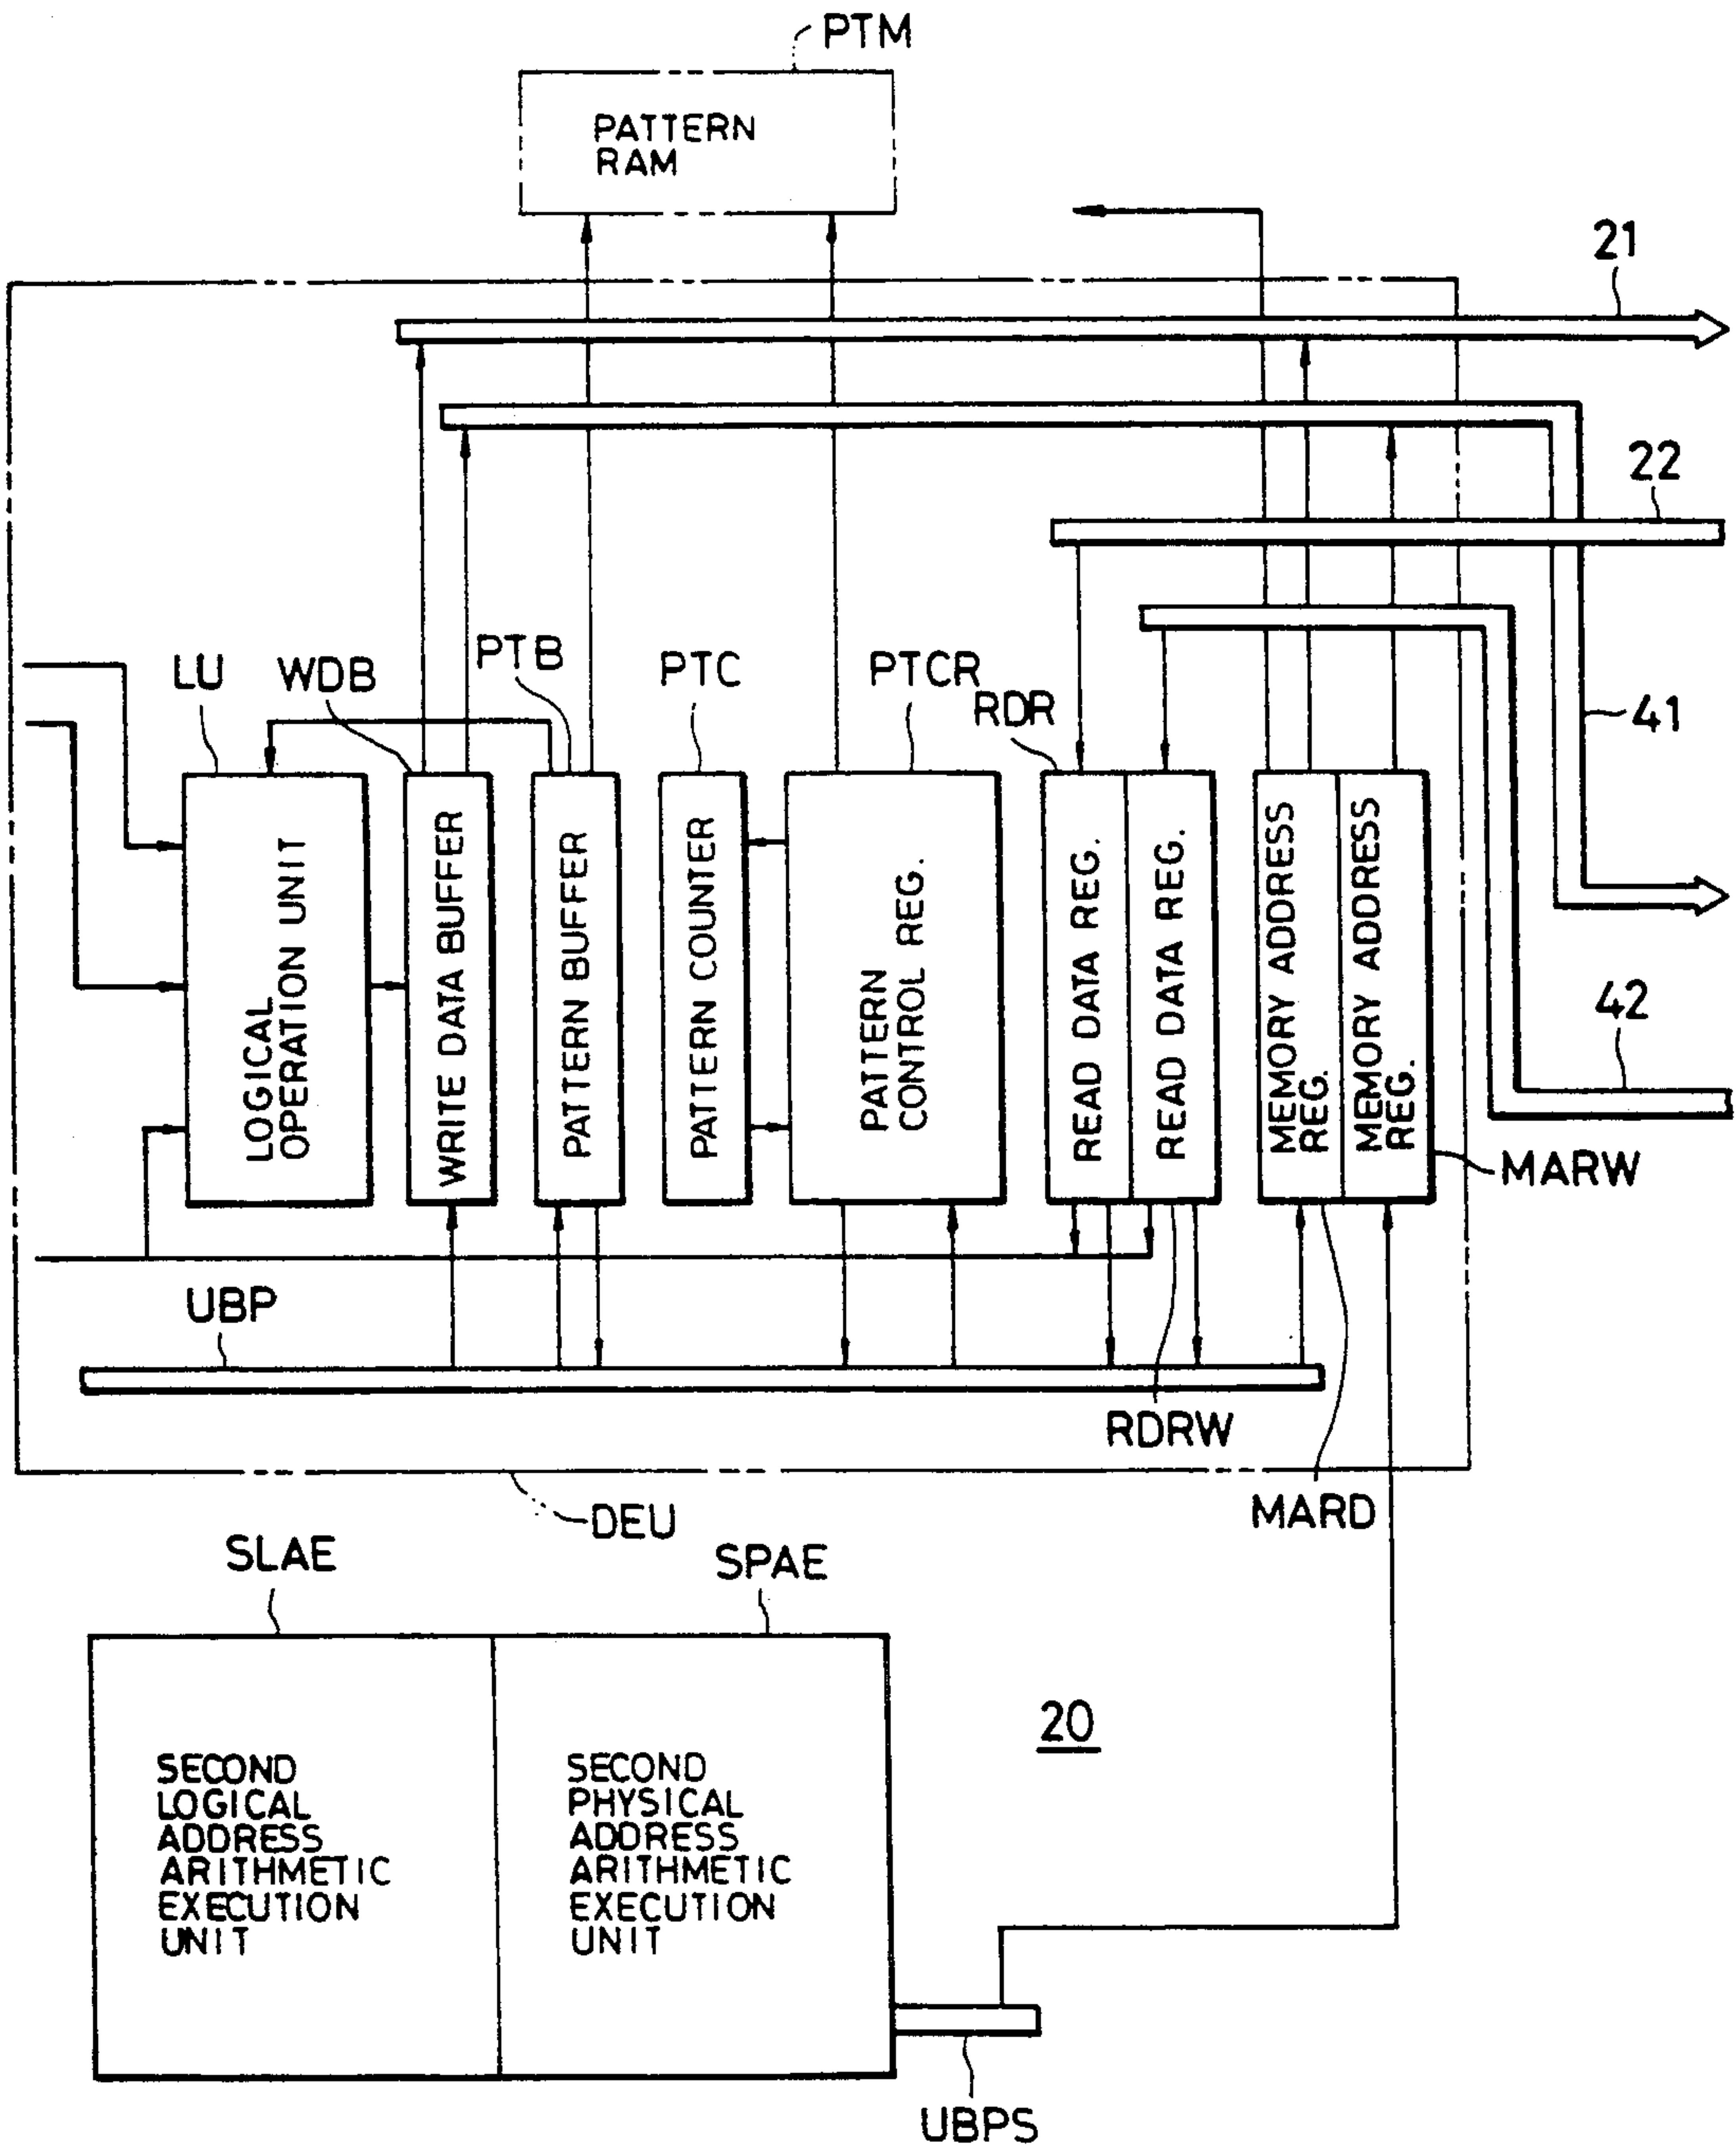 PTM
PATTERN
RAM
21
22
LU
WDB
PTB
PTC
PTCR
RDR
41
LOGICAL
OPERATION UNIT
WRITE DATA BUFFER
PATTERN BUFFER
PATTERN COUNTER
PATTERN
CONTROL REG.
READ DATA REG.
READ DATA REG.
MEMORY ADDRESS
REG.
MEMORY ADDRESS
REG.
42
MARW
UBP
RDRW
MARD
DEU
SLAE
SPAE
SECOND
LOGICAL
ADDRESS
ARITHMETIC
EXECUTION
UNIT
SECOND
PHYSICAL
ADDRESS
ARITHMETIC
EXECUTION
UNIT
20
UBPS